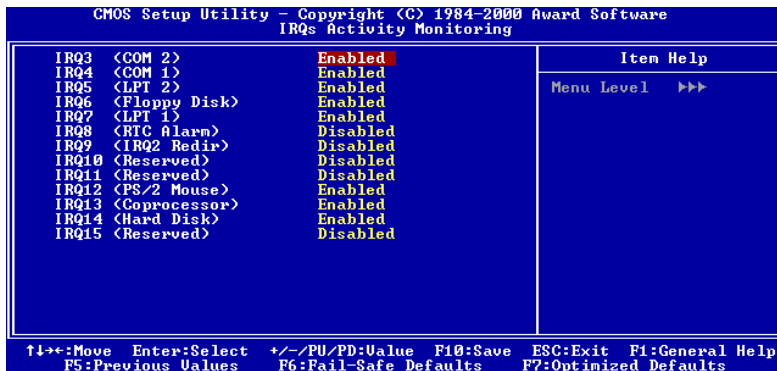 CMOS Setup Utility - Copyright (C) 1984-2000 Award Software
IRQs Activity Monitoring
IRQ3 (COM 2) Enabled
IRQ4 (COM 1) Enabled
IRQ5 (LPT 2) Enabled
IRQ6 (Floppy Disk) Enabled
IRQ7 (LPT 1) Enabled
IRQ8 (RTC Alarm) Disabled
IRQ9 (IRQ2 Redir) Disabled
IRQ10 (Reserved) Disabled
IRQ11 (Reserved) Disabled
IRQ12 (PS/2 Mouse) Enabled
IRQ13 (Coprocessor) Enabled
IRQ14 (Hard Disk) Enabled
IRQ15 (Reserved) Disabled
Item Help
Menu Level ►►►
↑↓→←:Move Enter:Select +/-/PU/PD:Value F10:Save ESC:Exit F1:General Help
F5:Previous Values F6:Fail-Safe Defaults F7:Optimized Defaults